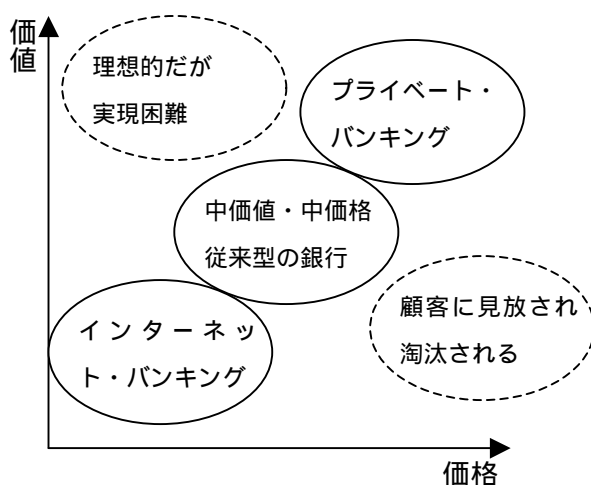 価値
理想的だが
実現困難
プライベート・
バンキング
中価値・中価格
従来型の銀行
インターネッ
ト・バンキング
顧客に見放され
淘汰される
価格